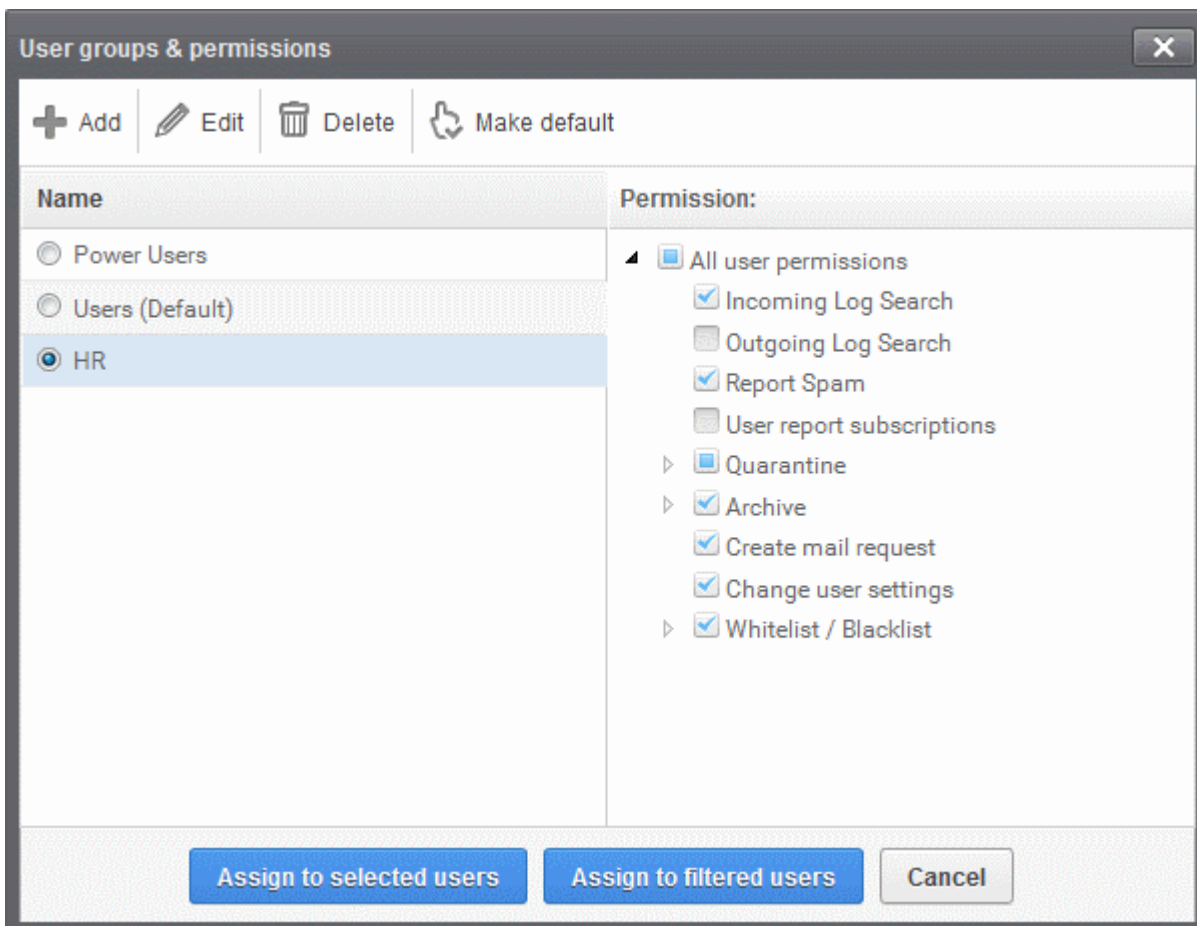 User groups & permissions
Add Edit Delete Make default
Name
Permission:
Power Users
Users (Default)
HR
All user permissions
Incoming Log Search
Outgoing Log Search
Report Spam
User report subscriptions
Quarantine
Archive
Create mail request
Change user settings
Whitelist / Blacklist
Assign to selected users Assign to filtered users Cancel